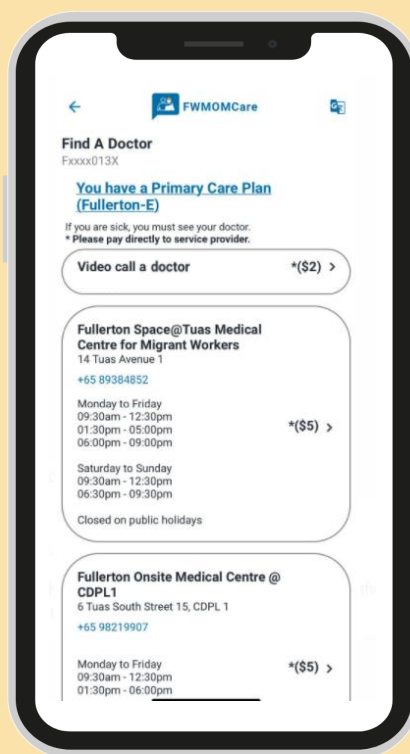 FWMOMCare
Find A Doctor
Fxxxx013X
You have a Primary Care Plan
(Fullerton-E)
If you are sick, you must see your doctor.
* Please pay directly to service provider.
Video call a doctor *($2) >
Fullerton Space@Tuas Medical
Centre for Migrant Workers
14 Tuas Avenue 1
+65 89384852
Monday to Friday
09:30am - 12:30pm
01:30pm - 05:00pm
*($5) >
06:00pm - 09:00pm
Saturday to Sunday
09:30am - 12:30pm
06:30pm - 09:30pm
Closed on public holidays
Fullerton Onsite Medical Centre @
CDPL1
6 Tuas South Street 15, CDPL 1
+65 98219907
Monday to Friday *($5) >
09:30am - 12:30pm
01:30pm - 06:00pm